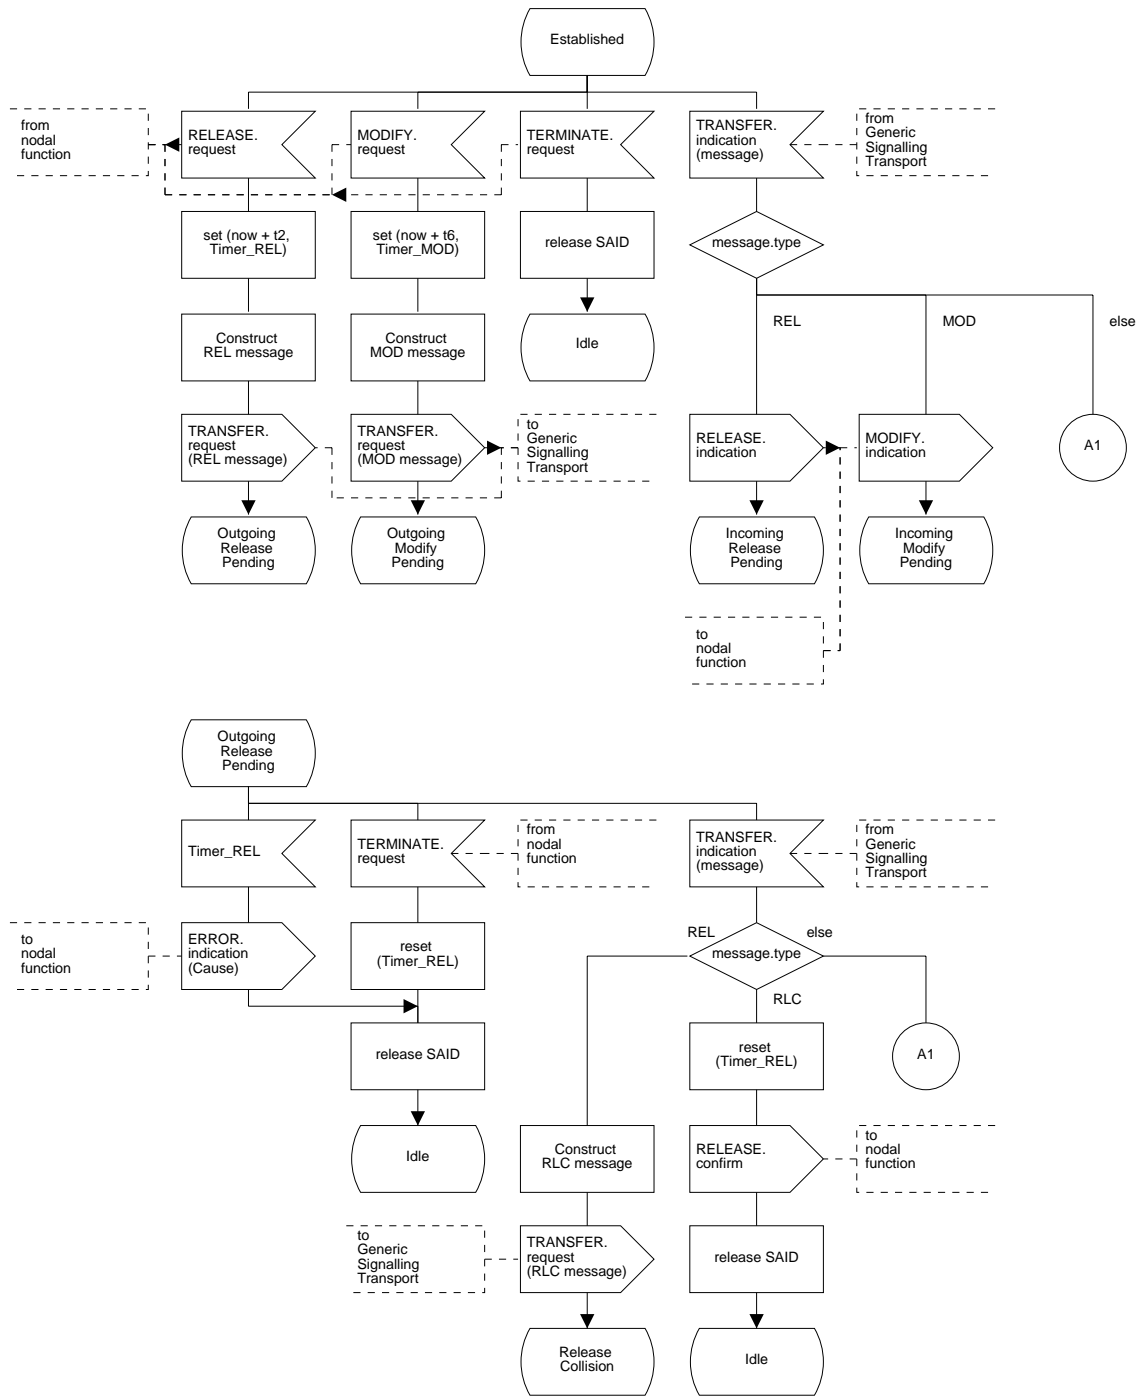 Established
from
nodal
function
RELEASE.
request
MODIFY.
request
TERMINATE.
request
TRANSFER.
indication
(message)
from
Generic
Signalling
Transport
set (now + t2,
Timer_REL)
set (now + t6,
Timer_MOD)
release SAID
message.type
REL
MOD
else
Construct
REL message
Construct
MOD message
Idle
TRANSFER.
request
(REL message)
TRANSFER.
request
(MOD message)
to
Generic
Signalling
Transport
RELEASE.
indication
MODIFY.
indication
A1
Outgoing
Release
Pending
Outgoing
Modify
Pending
Incoming
Release
Pending
Incoming
Modify
Pending
to
nodal
function
Outgoing
Release
Pending
Timer_REL
TERMINATE.
request
from
nodal
function
TRANSFER.
indication
(message)
from
Generic
Signalling
Transport
to
nodal
function
ERROR.
indication
(Cause)
reset
(Timer_REL)
REL
message.type
else
RLC
release SAID
reset
(Timer_REL)
A1
Idle
Construct
RLC message
RELEASE.
confirm
to
nodal
function
to
Generic
Signalling
Transport
TRANSFER.
request
(RLC message)
release SAID
Release
Collision
Idle